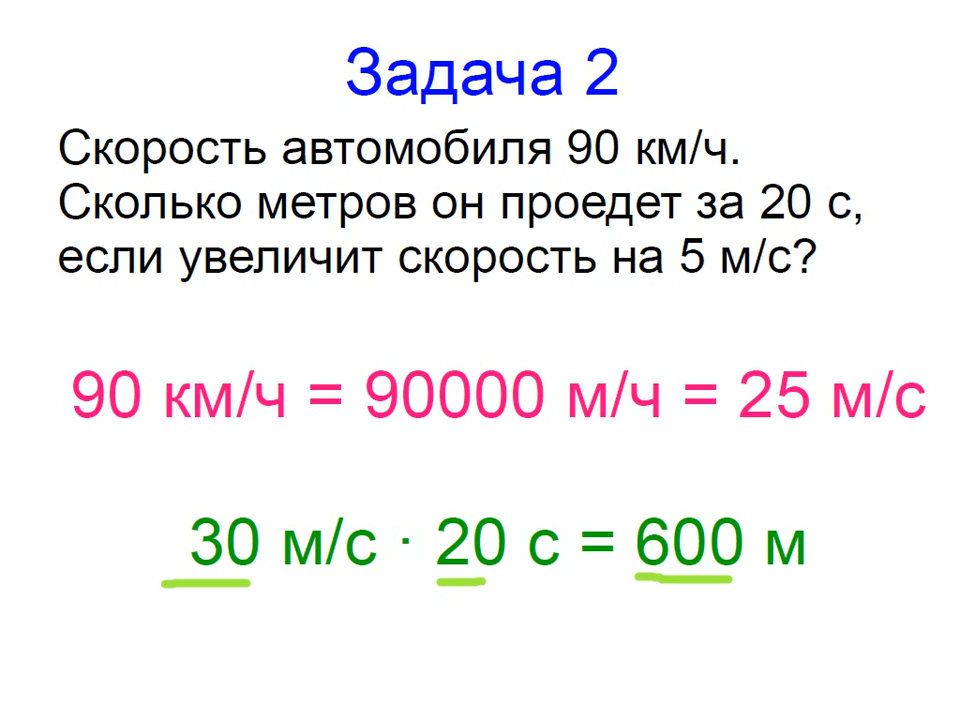 Задача 2
Скорость автомобиля 90 км/ч.
Сколько метров он проедет за 20 с,
если увеличит скорость на 5 м/с?
90 км/ч = 90000 м/ч = 25 м/с
30 м/с · 20 с = 600 м